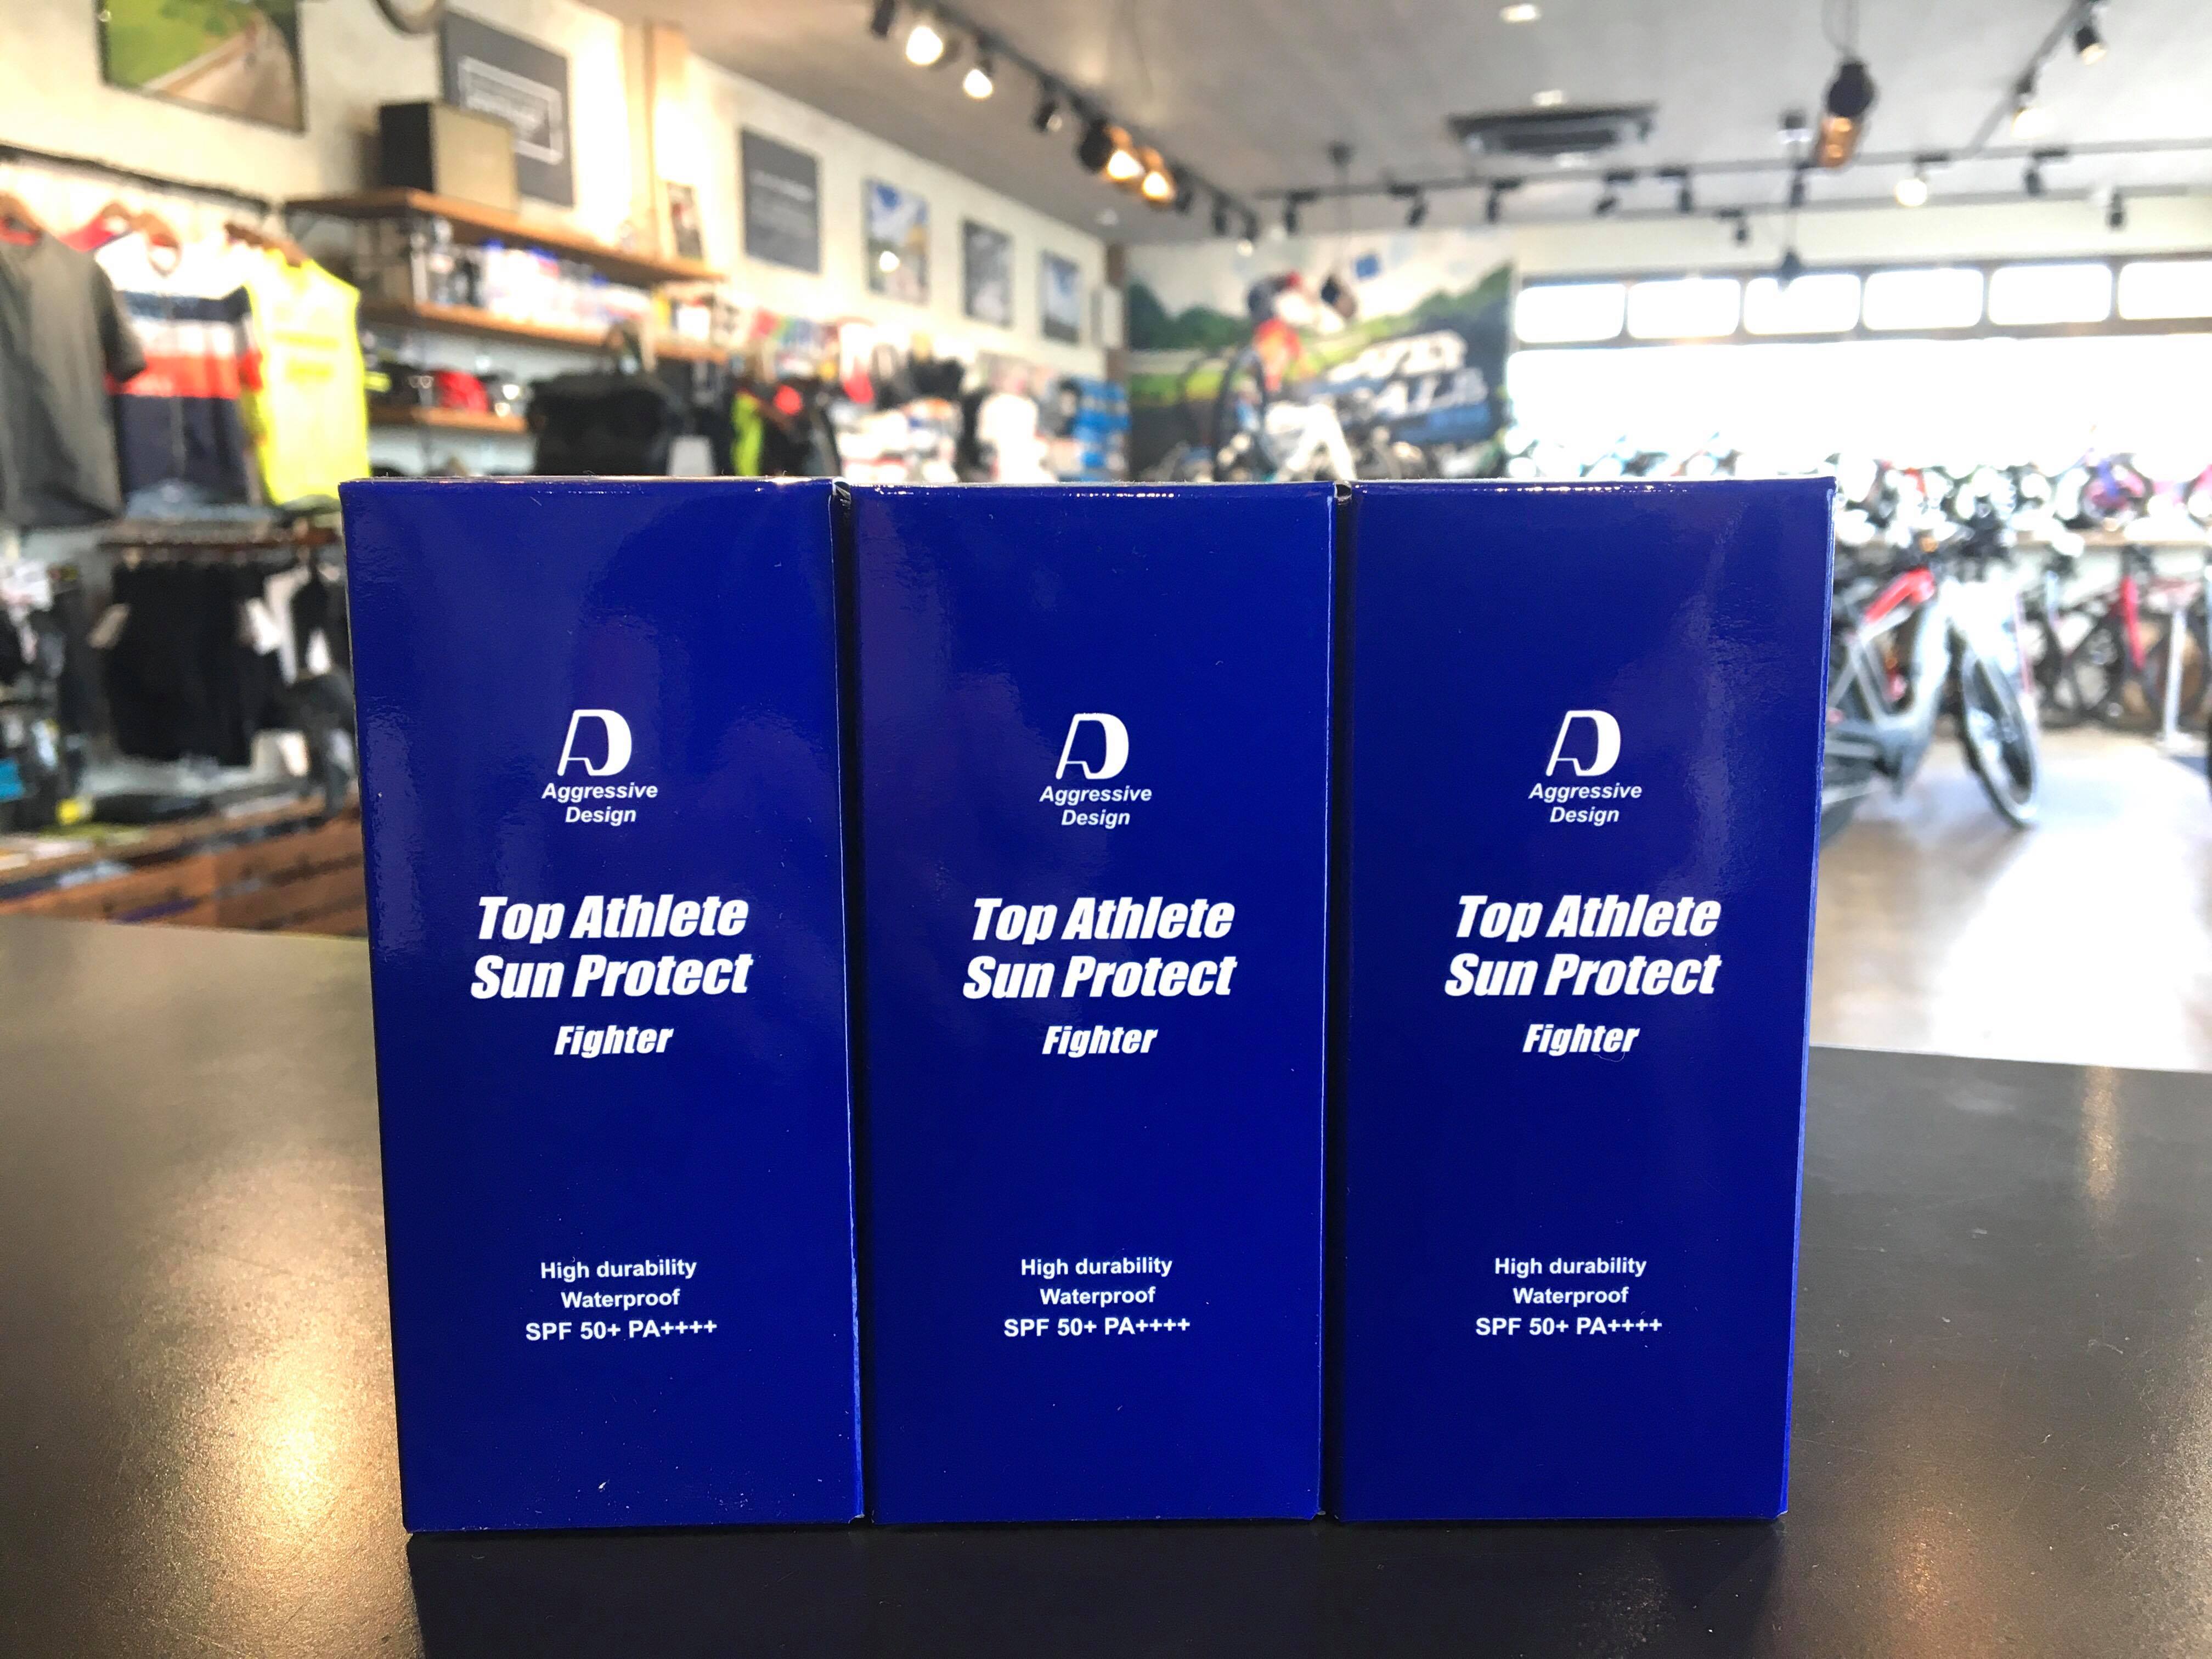 Aggressive
Design
Top Athlete
Sun Protect
Fighter
High durability
Waterproof
SPF 50+ PA++++
Aggressive
Design
Top Athlete
Sun Protect
Fighter
High durability
Waterproof
SPF 50+ PA++++
Aggressive
Design
Top Athlete
Sun Protect
Fighter
High durability
Waterproof
SPF 50+ PA++++